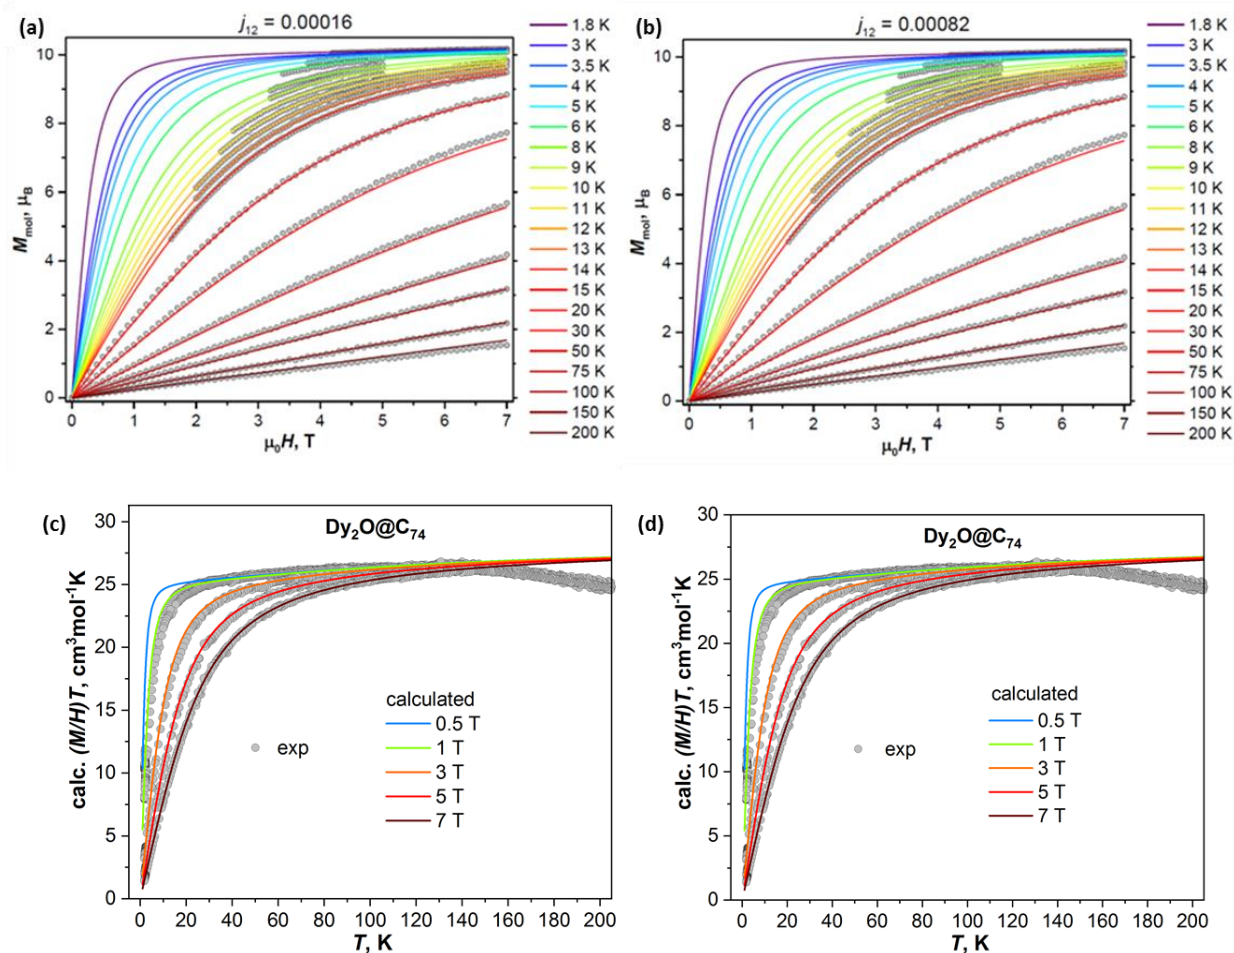 (a)
j₁₂ = 0.00016
10
8
6
4
2
0
M_mol, μ_B
0 1 2 3 4 5 6 7
μ₀H, T
1.8 K
3 K
3.5 K
4 K
5 K
6 K
8 K
9 K
10 K
11 K
12 K
13 K
14 K
15 K
20 K
30 K
50 K
75 K
100 K
150 K
200 K
(b)
j₁₂ = 0.00082
10
8
6
4
2
0
M_mol, μ_B
0 1 2 3 4 5 6 7
μ₀H, T
1.8 K
3 K
3.5 K
4 K
5 K
6 K
8 K
9 K
10 K
11 K
12 K
13 K
14 K
15 K
20 K
30 K
50 K
75 K
100 K
150 K
200 K
(c)
Dy₂O@C₇₄
30
25
20
15
10
5
0
calc. (M/H)T, cm³mol⁻¹K
calculated
0.5 T
1 T
3 T
5 T
7 T
exp
0 20 40 60 80 100 120 140 160 180 200
T, K
(d)
Dy₂O@C₇₄
30
25
20
15
10
5
0
calc. (M/H)T, cm³mol⁻¹K
calculated
0.5 T
1 T
3 T
5 T
7 T
exp
0 20 40 60 80 100 120 140 160 180 200
T, K